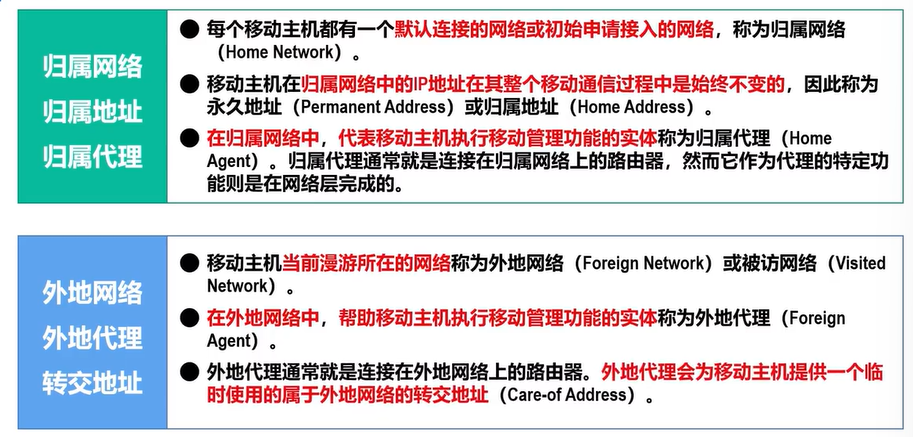 归属网络
归属地址
归属代理
● 每个移动主机都有一个默认连接的网络或初始申请接入的网络，称为归属网络
（Home Network）。
● 移动主机在归属网络中的IP地址在其整个移动通信过程中是始终不变的，因此称为
永久地址（Permanent Address）或归属地址（Home Address）。
● 在归属网络中，代表移动主机执行移动管理功能的实体称为归属代理（Home
Agent）。归属代理通常就是连接在归属网络上的路由器，然而它作为代理的特定功
能则是在网络层完成的。
外地网络
外地代理
转交地址
● 移动主机当前漫游所在的网络称为外地网络（Foreign Network）或被访网络（Visited
Network）。
● 在外地网络中，帮助移动主机执行移动管理功能的实体称为外地代理（Foreign
Agent）。
● 外地代理通常就是连接在外地网络上的路由器。外地代理会为移动主机提供一个临
时使用的属于外地网络的转交地址（Care-of Address）。